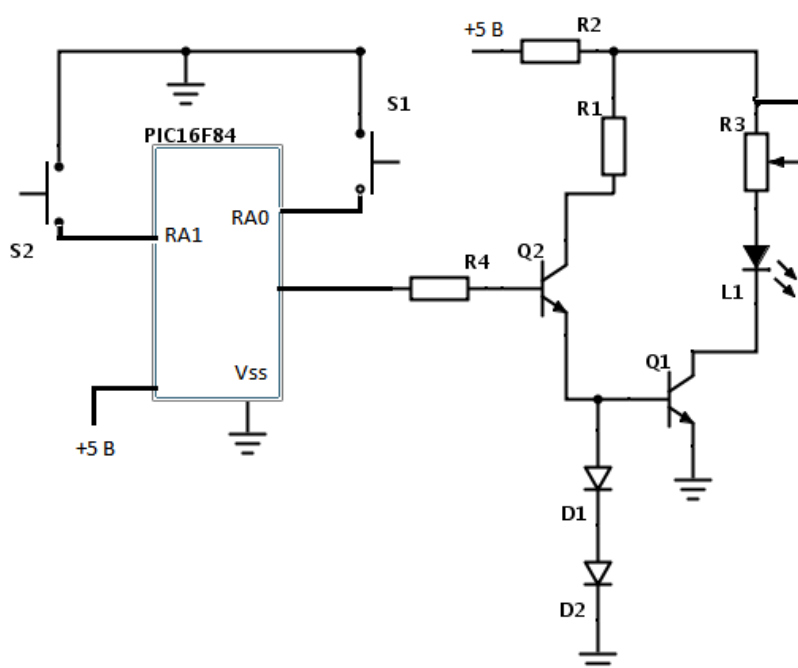 +5 В
R2
S1
R1
PIC16F84
R3
RA0
RA1
S2
Q2
R4
L1
Q1
Vss
+5 В
D1
D2